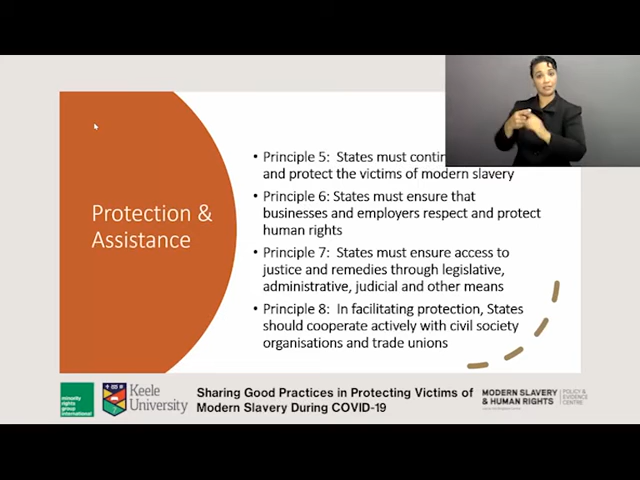 Protection &
Assistance
• Principle 5: States must contin
and protect the victims of modern slavery
• Principle 6: States must ensure that
businesses and employers respect and protect
human rights
• Principle 7: States must ensure access to
justice and remedies through legislative,
administrative, judicial and other means
• Principle 8: In facilitating protection, States
should cooperate actively with civil society
organisations and trade unions
minority
rights
group
international
Keele
University
Sharing Good Practices in Protecting Victims of
Modern Slavery During COVID-19
MODERN SLAVERY
& HUMAN RIGHTS
POLICY &
EVIDENCE
CENTRE